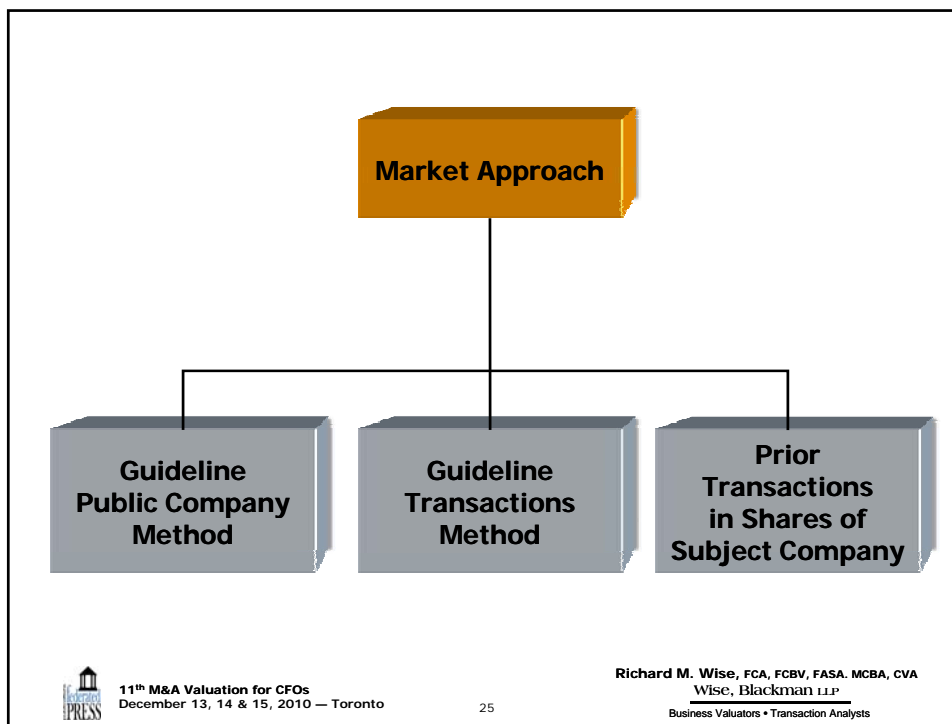 Market Approach
Guideline
Public Company
Method
Guideline
Transactions
Method
Prior
Transactions
in Shares of
Subject Company
federated
PRESS
11th M&A Valuation for CFOs
December 13, 14 & 15, 2010 — Toronto
25
Richard M. Wise, FCA, FCBV, FASA. MCBA, CVA
Wise, Blackman LLP
Business Valuators • Transaction Analysts